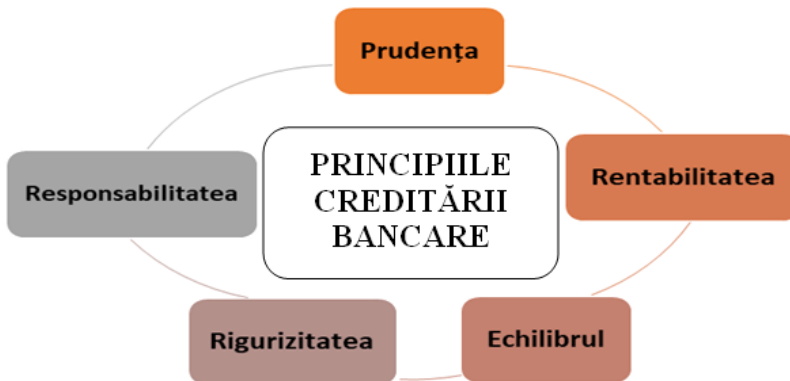 Prudența
PRINCIPIILE
CREDITĂRII
BANCARE
Rentabilitatea
Echilibrul
Rigurizitatea
Responsabilitatea